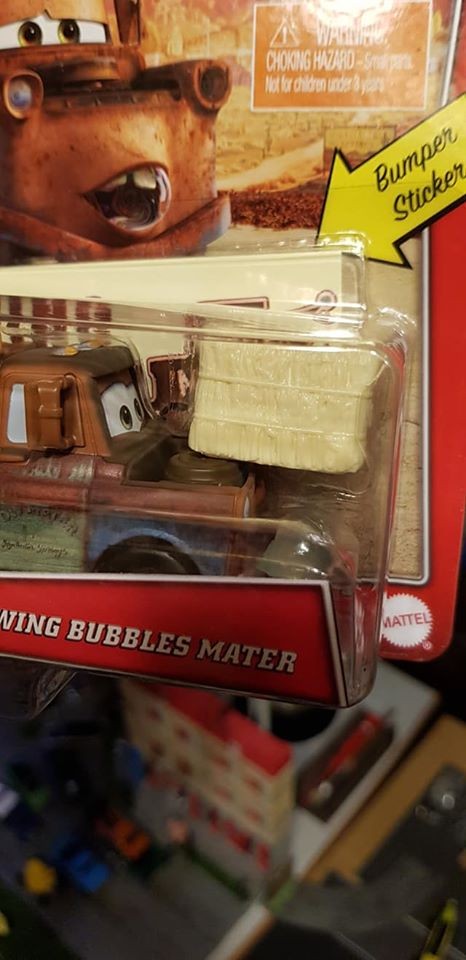 WARNING:
CHOKING HAZARD - Small parts.
Not for children under 3 years
Bumper
Sticker
WING BUBBLES MATER
MATTEL